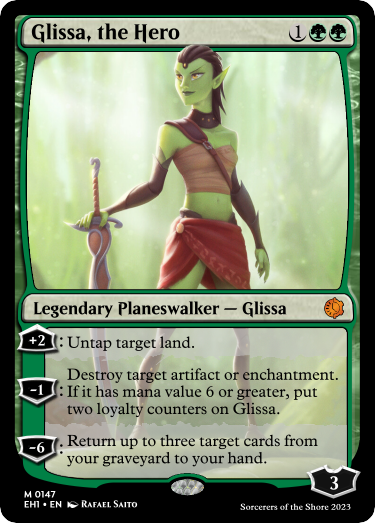 Glissa, the Hero 1
Legendary Planeswalker — Glissa
+2: Untap target land.
Destroy target artifact or enchantment.
-1: If it has mana value 6 or greater, put
two loyalty counters on Glissa.
-6: Return up to three target cards from
your graveyard to your hand.
3
M 0147
EH1 • EN Rafael Saito
Sorcerers of the Shore 2023